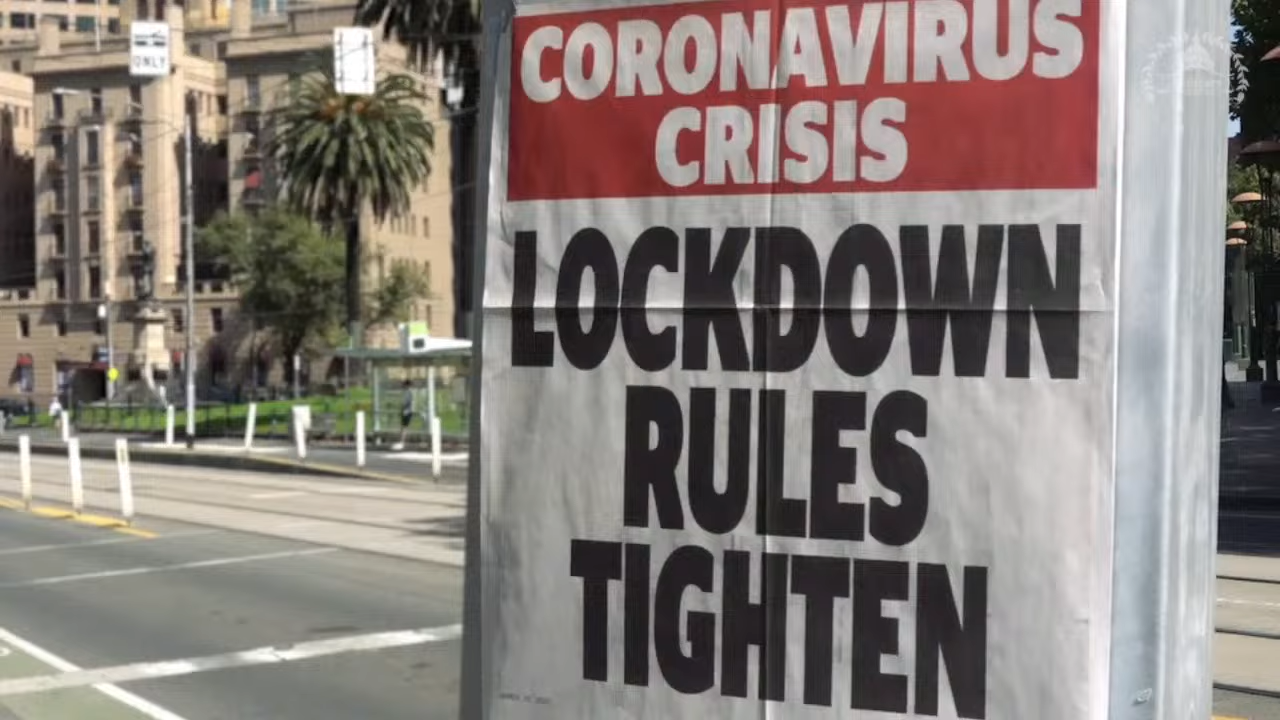 ONLY
CORONAVIRUS
CRISIS
LOCKDOWN
RULES
TIGHTEN